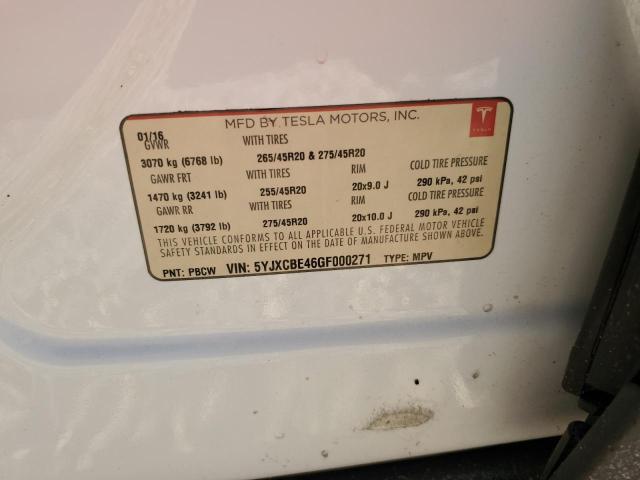 MFD BY TESLA MOTORS, INC.
TESLA
01/16
GVWR WITH TIRES
3070 kg (6768 lb) 265/45R20 & 275/45R20
GAWR FRT WITH TIRES RIM COLD TIRE PRESSURE
1470 kg (3241 lb) 255/45R20 20x9.0 J 290 kPa, 42 psi
GAWR RR WITH TIRES RIM COLD TIRE PRESSURE
1720 kg (3792 lb) 275/45R20 20x10.0 J 290 kPa, 42 psi
THIS VEHICLE CONFORMS TO ALL APPLICABLE U.S. FEDERAL MOTOR VEHICLE
SAFETY STANDARDS IN EFFECT ON THE DATE OF MANUFACTURE SHOWN ABOVE.
PNT: PBCW VIN: 5YJXCBE46GF000271 TYPE: MPV